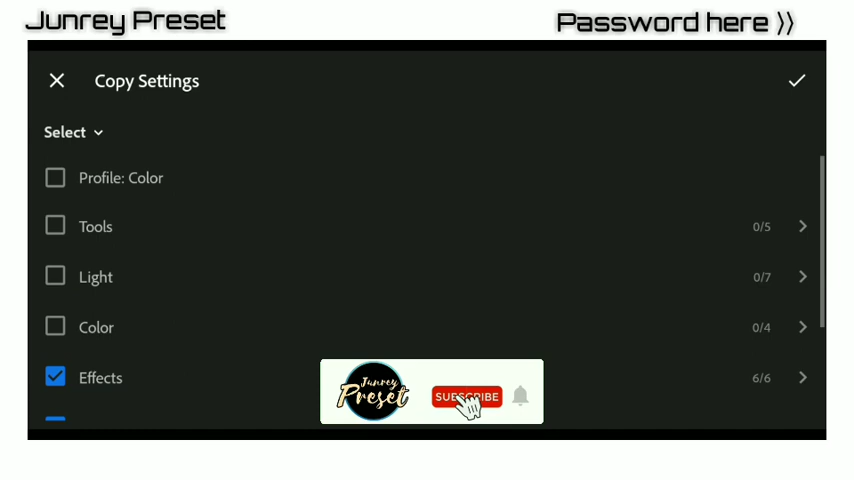 Junrey Preset
Password here ⟩⟩
Copy Settings
Select
Profile: Color
Tools 0/5
Light 0/7
Color 0/4
Effects 6/6
Junrey
Preset
SUBSCRIBE